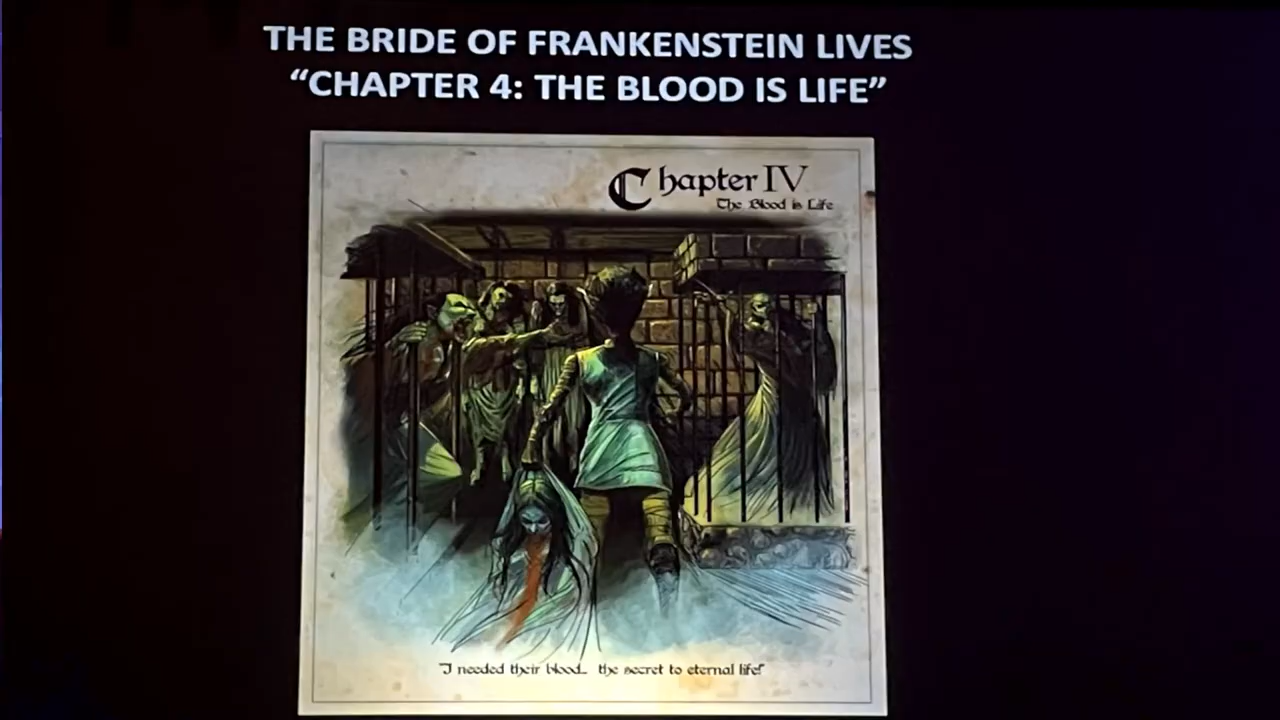 THE BRIDE OF FRANKENSTEIN LIVES
“CHAPTER 4: THE BLOOD IS LIFE”
Chapter IV
The Blood is Life
"I needed their blood... the secret to eternal life!"